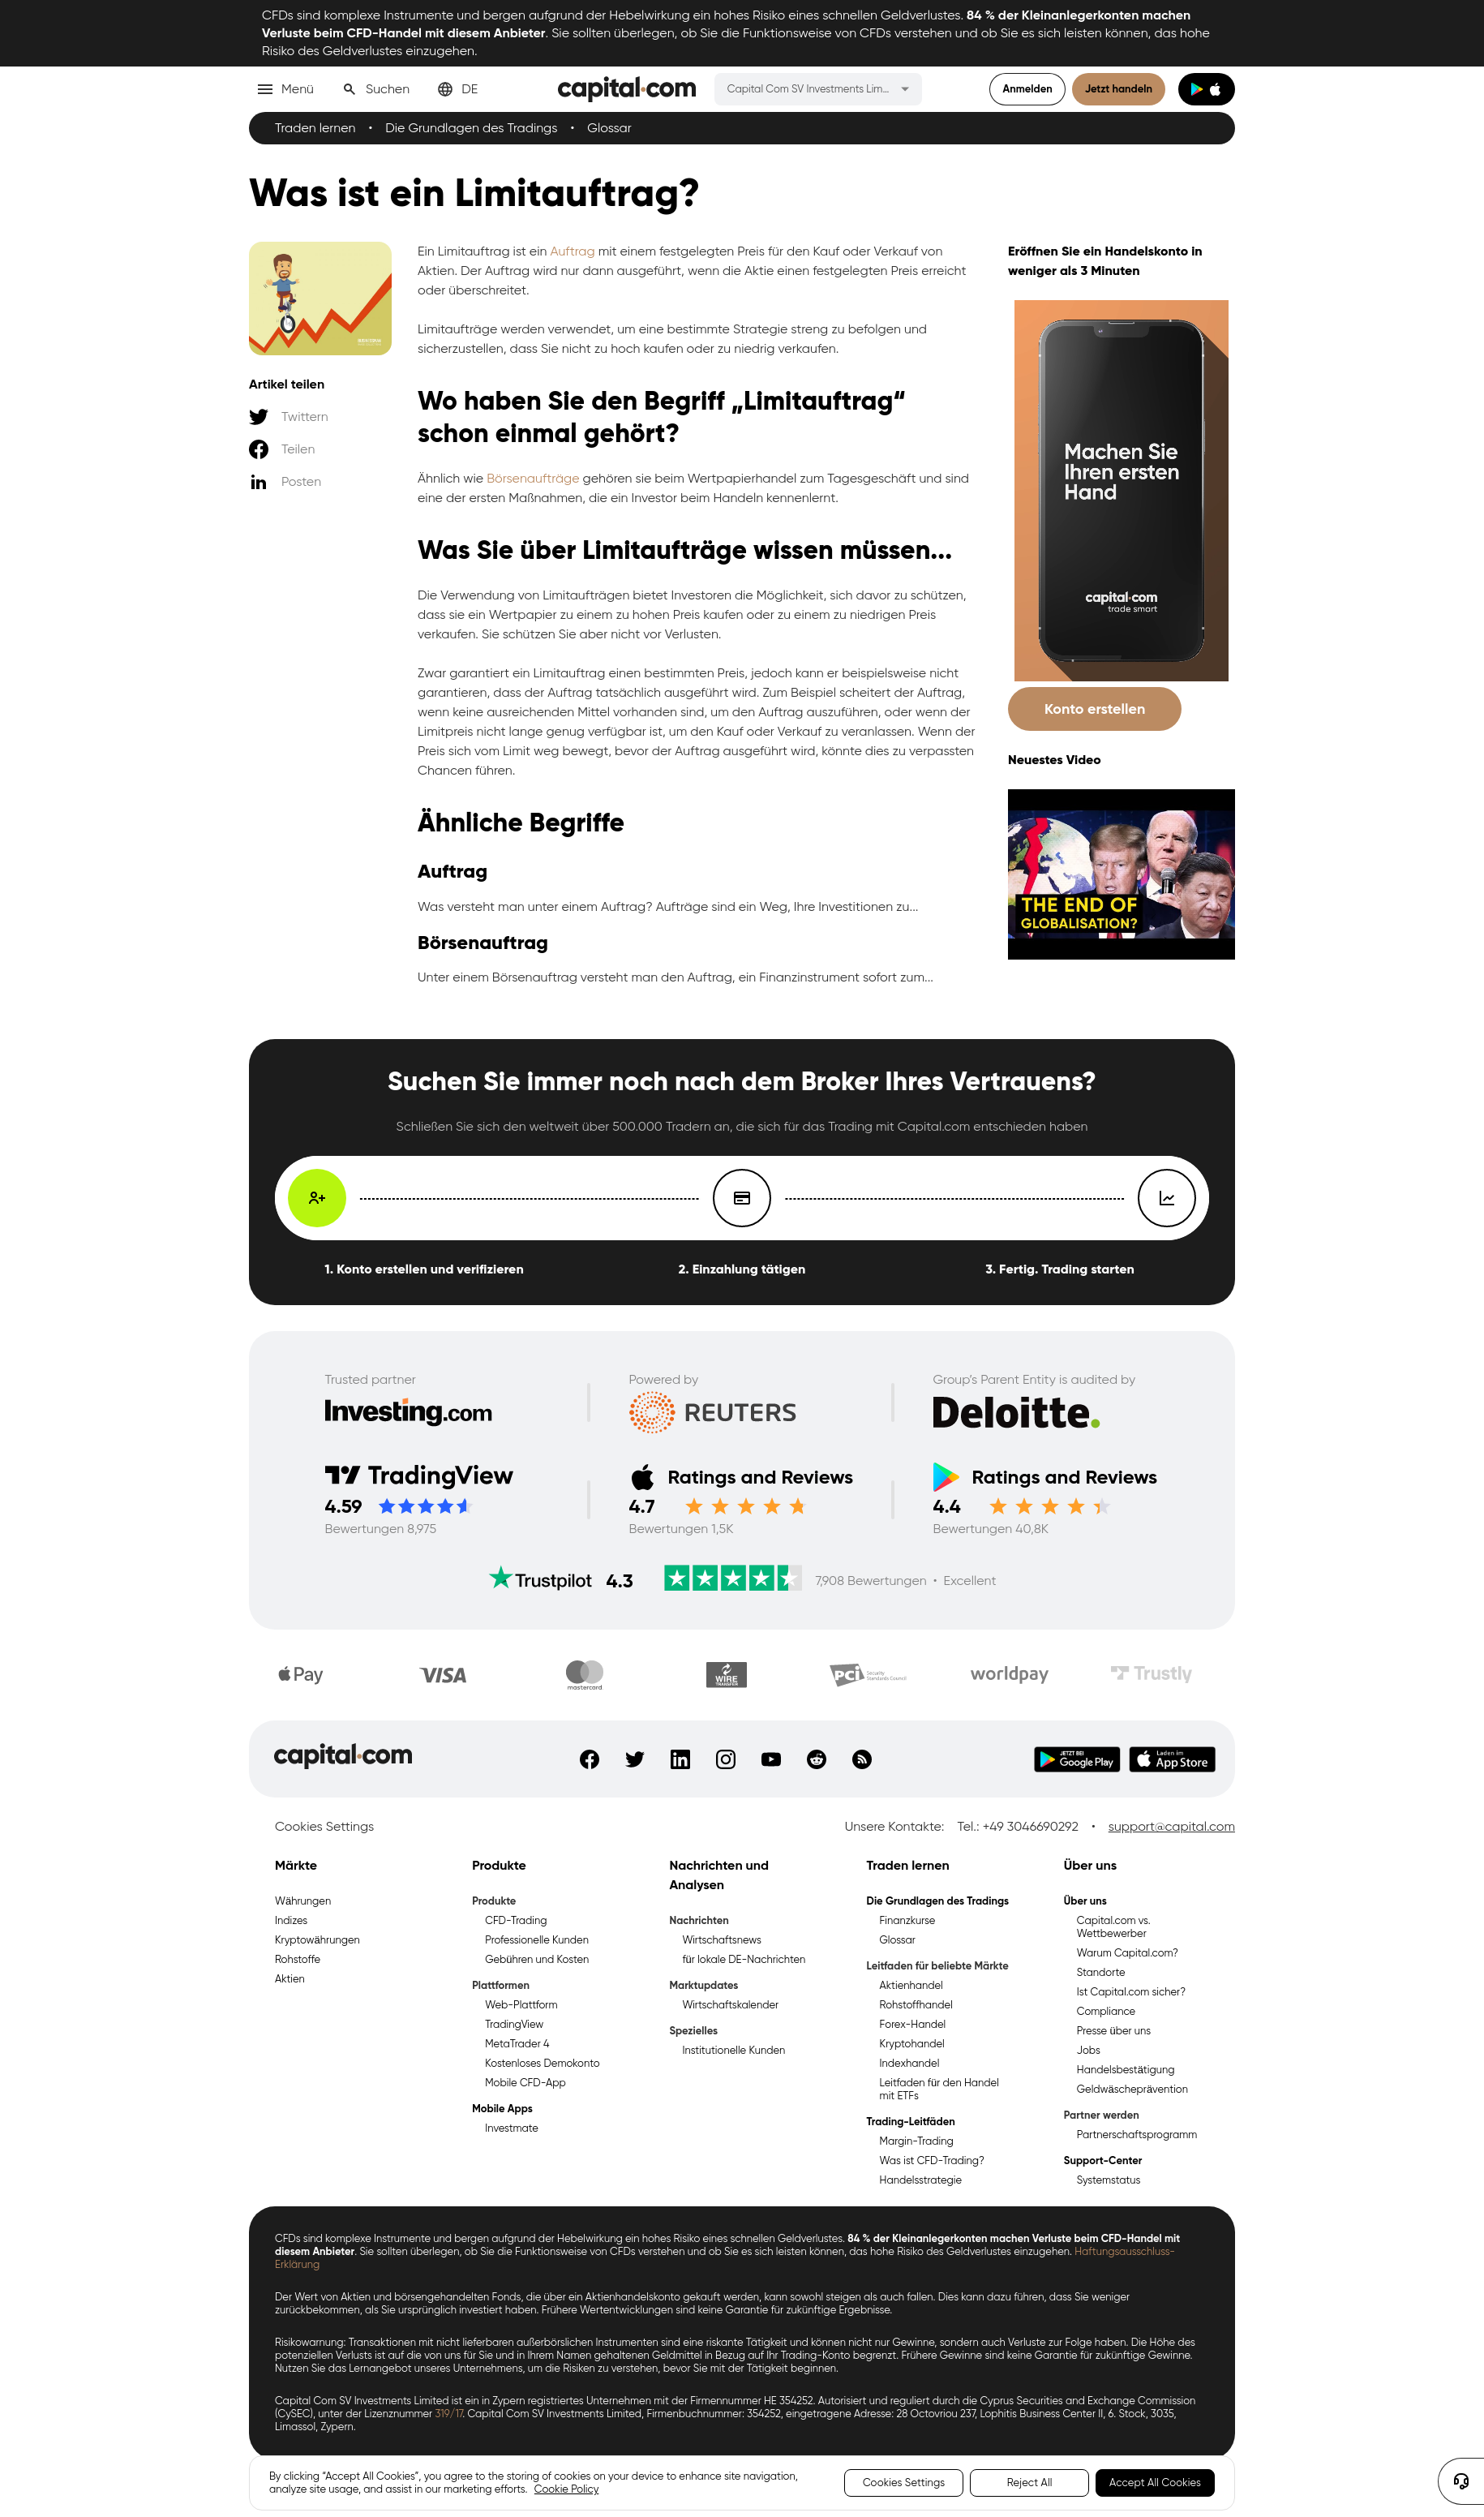 CFDs sind komplexe Instrumente und bergen aufgrund der Hebelwirkung ein hohes Risiko eines schnellen Geldverlustes. 84 % der Kleinanlegerkonten machen
Verluste beim CFD-Handel mit diesem Anbieter. Sie sollten überlegen, ob Sie die Funktionsweise von CFDs verstehen und ob Sie es sich leisten können, das hohe
Risiko des Geldverlustes einzugehen.
Menü Suchen DE capital.com Capital Com SV Investments Lim... Anmelden Jetzt handeln
Traden lernen • Die Grundlagen des Tradings • Glossar
Was ist ein Limitauftrag?
Artikel teilen
Twittern
Teilen
Posten
Ein Limitauftrag ist ein Auftrag mit einem festgelegten Preis für den Kauf oder Verkauf von
Aktien. Der Auftrag wird nur dann ausgeführt, wenn die Aktie einen festgelegten Preis erreicht
oder überschreitet.
Limitaufträge werden verwendet, um eine bestimmte Strategie streng zu befolgen und
sicherzustellen, dass Sie nicht zu hoch kaufen oder zu niedrig verkaufen.
Wo haben Sie den Begriff „Limitauftrag“
schon einmal gehört?
Ähnlich wie Börsenaufträge gehören sie beim Wertpapierhandel zum Tagesgeschäft und sind
eine der ersten Maßnahmen, die ein Investor beim Handeln kennenlernt.
Was Sie über Limitaufträge wissen müssen...
Die Verwendung von Limitaufträgen bietet Investoren die Möglichkeit, sich davor zu schützen,
dass sie ein Wertpapier zu einem zu hohen Preis kaufen oder zu einem zu niedrigen Preis
verkaufen. Sie schützen Sie aber nicht vor Verlusten.
Zwar garantiert ein Limitauftrag einen bestimmten Preis, jedoch kann er beispielsweise nicht
garantieren, dass der Auftrag tatsächlich ausgeführt wird. Zum Beispiel scheitert der Auftrag,
wenn keine ausreichenden Mittel vorhanden sind, um den Auftrag auszuführen, oder wenn der
Limitpreis nicht lange genug verfügbar ist, um den Kauf oder Verkauf zu veranlassen. Wenn der
Preis sich vom Limit weg bewegt, bevor der Auftrag ausgeführt wird, könnte dies zu verpassten
Chancen führen.
Ähnliche Begriffe
Auftrag
Was versteht man unter einem Auftrag? Aufträge sind ein Weg, Ihre Investitionen zu...
Börsenauftrag
Unter einem Börsenauftrag versteht man den Auftrag, ein Finanzinstrument sofort zum...
Eröffnen Sie ein Handelskonto in
weniger als 3 Minuten
Machen Sie
Ihren ersten
Hand
capital.com
trade smart
Konto erstellen
Neuestes Video
THE END OF
GLOBALISATION?
Suchen Sie immer noch nach dem Broker Ihres Vertrauens?
Schließen Sie sich den weltweit über 500.000 Tradern an, die sich für das Trading mit Capital.com entschieden haben
1. Konto erstellen und verifizieren 2. Einzahlung tätigen 3. Fertig. Trading starten
Trusted partner Powered by Group's Parent Entity is audited by
Investing.com REUTERS Deloitte.
TradingView Ratings and Reviews Ratings and Reviews
4.59 4.7 4.4
Bewertungen 8,975 Bewertungen 1,5K Bewertungen 40,8K
Trustpilot 4.3 7,908 Bewertungen • Excellent
Pay VISA mastercard WIRE TRANSFER PCI Security Standards Council worldpay Trustly
capital.com JETZT BEI Google Play Laden im App Store
Cookies Settings Unsere Kontakte: Tel.: +49 3046690292 • support@capital.com
Märkte
Währungen
Indizes
Kryptowährungen
Rohstoffe
Aktien
Produkte
Produkte
CFD-Trading
Professionelle Kunden
Gebühren und Kosten
Plattformen
Web-Plattform
TradingView
MetaTrader 4
Kostenloses Demokonto
Mobile CFD-App
Mobile Apps
Investmate
Nachrichten und
Analysen
Nachrichten
Wirtschaftsnews
für lokale DE-Nachrichten
Marktupdates
Wirtschaftskalender
Spezielles
Institutionelle Kunden
Traden lernen
Die Grundlagen des Tradings
Finanzkurse
Glossar
Leitfaden für beliebte Märkte
Aktienhandel
Rohstoffhandel
Forex-Handel
Kryptohandel
Indexhandel
Leitfaden für den Handel
mit ETFs
Trading-Leitfäden
Margin-Trading
Was ist CFD-Trading?
Handelsstrategie
Über uns
Über uns
Capital.com vs.
Wettbewerber
Warum Capital.com?
Standorte
Ist Capital.com sicher?
Compliance
Presse über uns
Jobs
Handelsbestätigung
Geldwäscheprävention
Partner werden
Partnerschaftsprogramm
Support-Center
Systemstatus
CFDs sind komplexe Instrumente und bergen aufgrund der Hebelwirkung ein hohes Risiko eines schnellen Geldverlustes. 84 % der Kleinanlegerkonten machen Verluste beim CFD-Handel mit
diesem Anbieter. Sie sollten überlegen, ob Sie die Funktionsweise von CFDs verstehen und ob Sie es sich leisten können, das hohe Risiko des Geldverlustes einzugehen. Haftungsausschluss-
Erklärung
Der Wert von Aktien und börsengehandelten Fonds, die über ein Aktienhandelskonto gekauft werden, kann sowohl steigen als auch fallen. Dies kann dazu führen, dass Sie weniger
zurückbekommen, als Sie ursprünglich investiert haben. Frühere Wertentwicklungen sind keine Garantie für zukünftige Ergebnisse.
Risikowarnung: Transaktionen mit nicht lieferbaren außerbörslichen Instrumenten sind eine riskante Tätigkeit und können nicht nur Gewinne, sondern auch Verluste zur Folge haben. Die Höhe des
potenziellen Verlusts ist auf die von uns für Sie und in Ihrem Namen gehaltenen Geldmittel in Bezug auf Ihr Trading-Konto begrenzt. Frühere Gewinne sind keine Garantie für zukünftige Gewinne.
Nutzen Sie das Lernangebot unseres Unternehmens, um die Risiken zu verstehen, bevor Sie mit der Tätigkeit beginnen.
Capital Com SV Investments Limited ist ein in Zypern registriertes Unternehmen mit der Firmennummer HE 354252. Autorisiert und reguliert durch die Cyprus Securities and Exchange Commission
(CySEC), unter der Lizenznummer 319/17. Capital Com SV Investments Limited, Firmenbuchnummer: 354252, eingetragene Adresse: 28 Octovriou 237, Lophitis Business Center II, 6. Stock, 3035,
Limassol, Zypern.
By clicking “Accept All Cookies”, you agree to the storing of cookies on your device to enhance site navigation,
analyze site usage, and assist in our marketing efforts. Cookie Policy
Cookies Settings Reject All Accept All Cookies